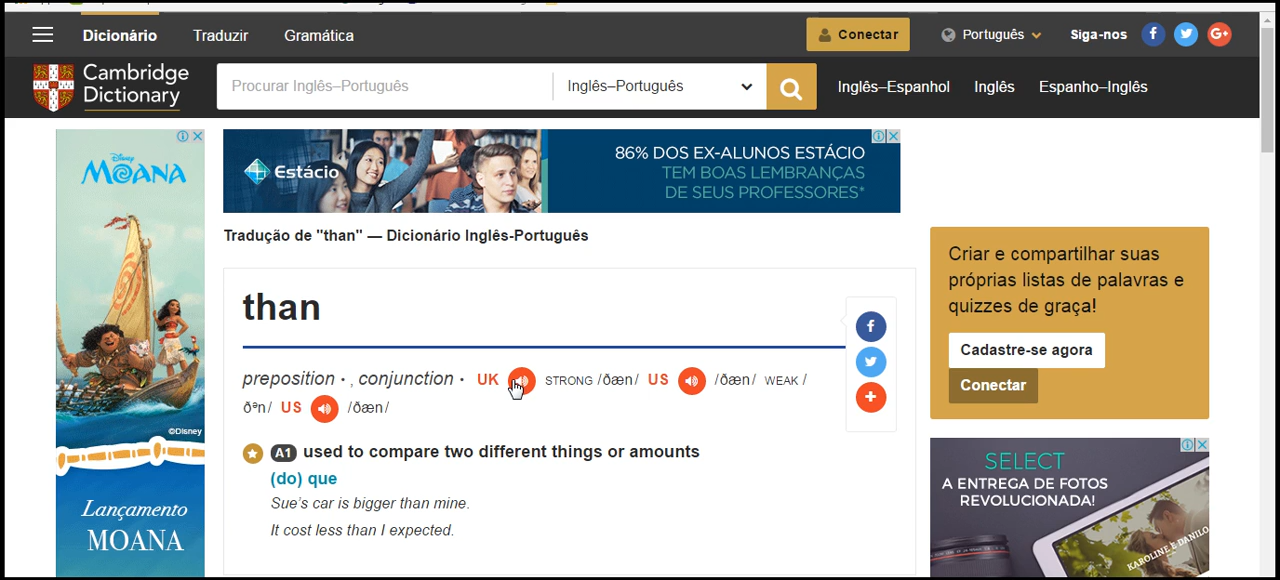 Dicionário Traduzir Gramática Conectar Português Siga-nos
Cambridge
Dictionary
Procurar Inglês–Português Inglês–Português Inglês–Espanhol Inglês Espanho–Inglês
Disney
MOANA
©Disney
Lançamento
MOANA
Estácio
86% DOS EX-ALUNOS ESTÁCIO
TEM BOAS LEMBRANÇAS
DE SEUS PROFESSORES*
Tradução de "than" — Dicionário Inglês-Português
than
preposition • , conjunction • UK STRONG /ðæn/ US /ðæn/ WEAK /
ðᵊn/ US /ðæn/
A1 used to compare two different things or amounts
(do) que
Sue's car is bigger than mine.
It cost less than I expected.
Criar e compartilhar suas
próprias listas de palavras e
quizzes de graça!
Cadastre-se agora
Conectar
SELECT
A ENTREGA DE FOTOS
REVOLUCIONADA!
KAROLINE E DANILO